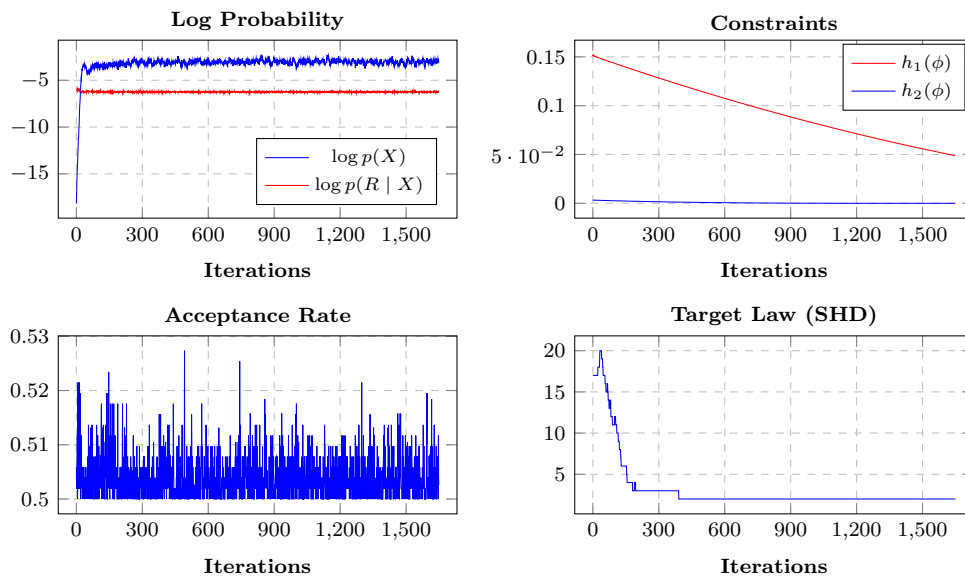 Log Probability
−5
−10
−15
0 300 600 900 1,200 1,500
Iterations
log p(X)
log p(R | X)
Constraints
0.15
0.1
5 · 10⁻²
0
0 300 600 900 1,200 1,500
Iterations
h₁(ϕ)
h₂(ϕ)
Acceptance Rate
0.53
0.52
0.51
0.5
0 300 600 900 1,200 1,500
Iterations
Target Law (SHD)
20
15
10
5
0 300 600 900 1,200 1,500
Iterations